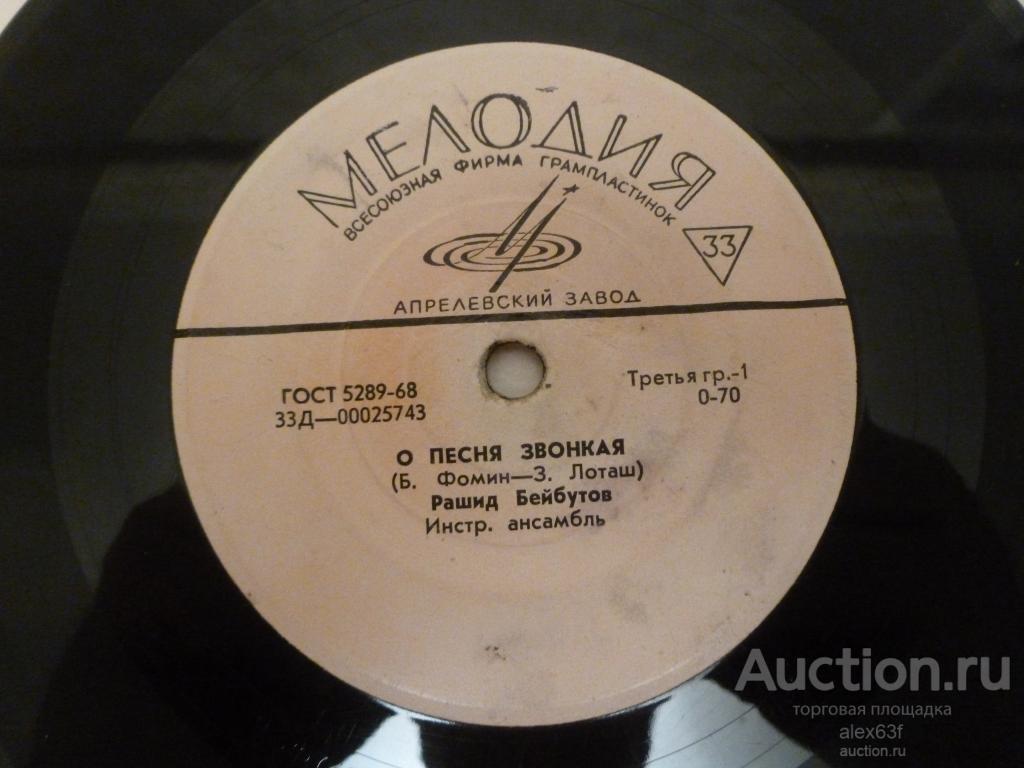 МЕЛОДИЯ
ВСЕСОЮЗНАЯ ФИРМА ГРАМПЛАСТИНОК
33
АПРЕЛЕВСКИЙ ЗАВОД
ГОСТ 5289-68
33Д—00025743
Третья гр.-1
0-70
О ПЕСНЯ ЗВОНКАЯ
(Б. Фомин—З. Лоташ)
Рашид Бейбутов
Инстр. ансамбль
Auction.ru
торговая площадка
alex63f
auction.ru